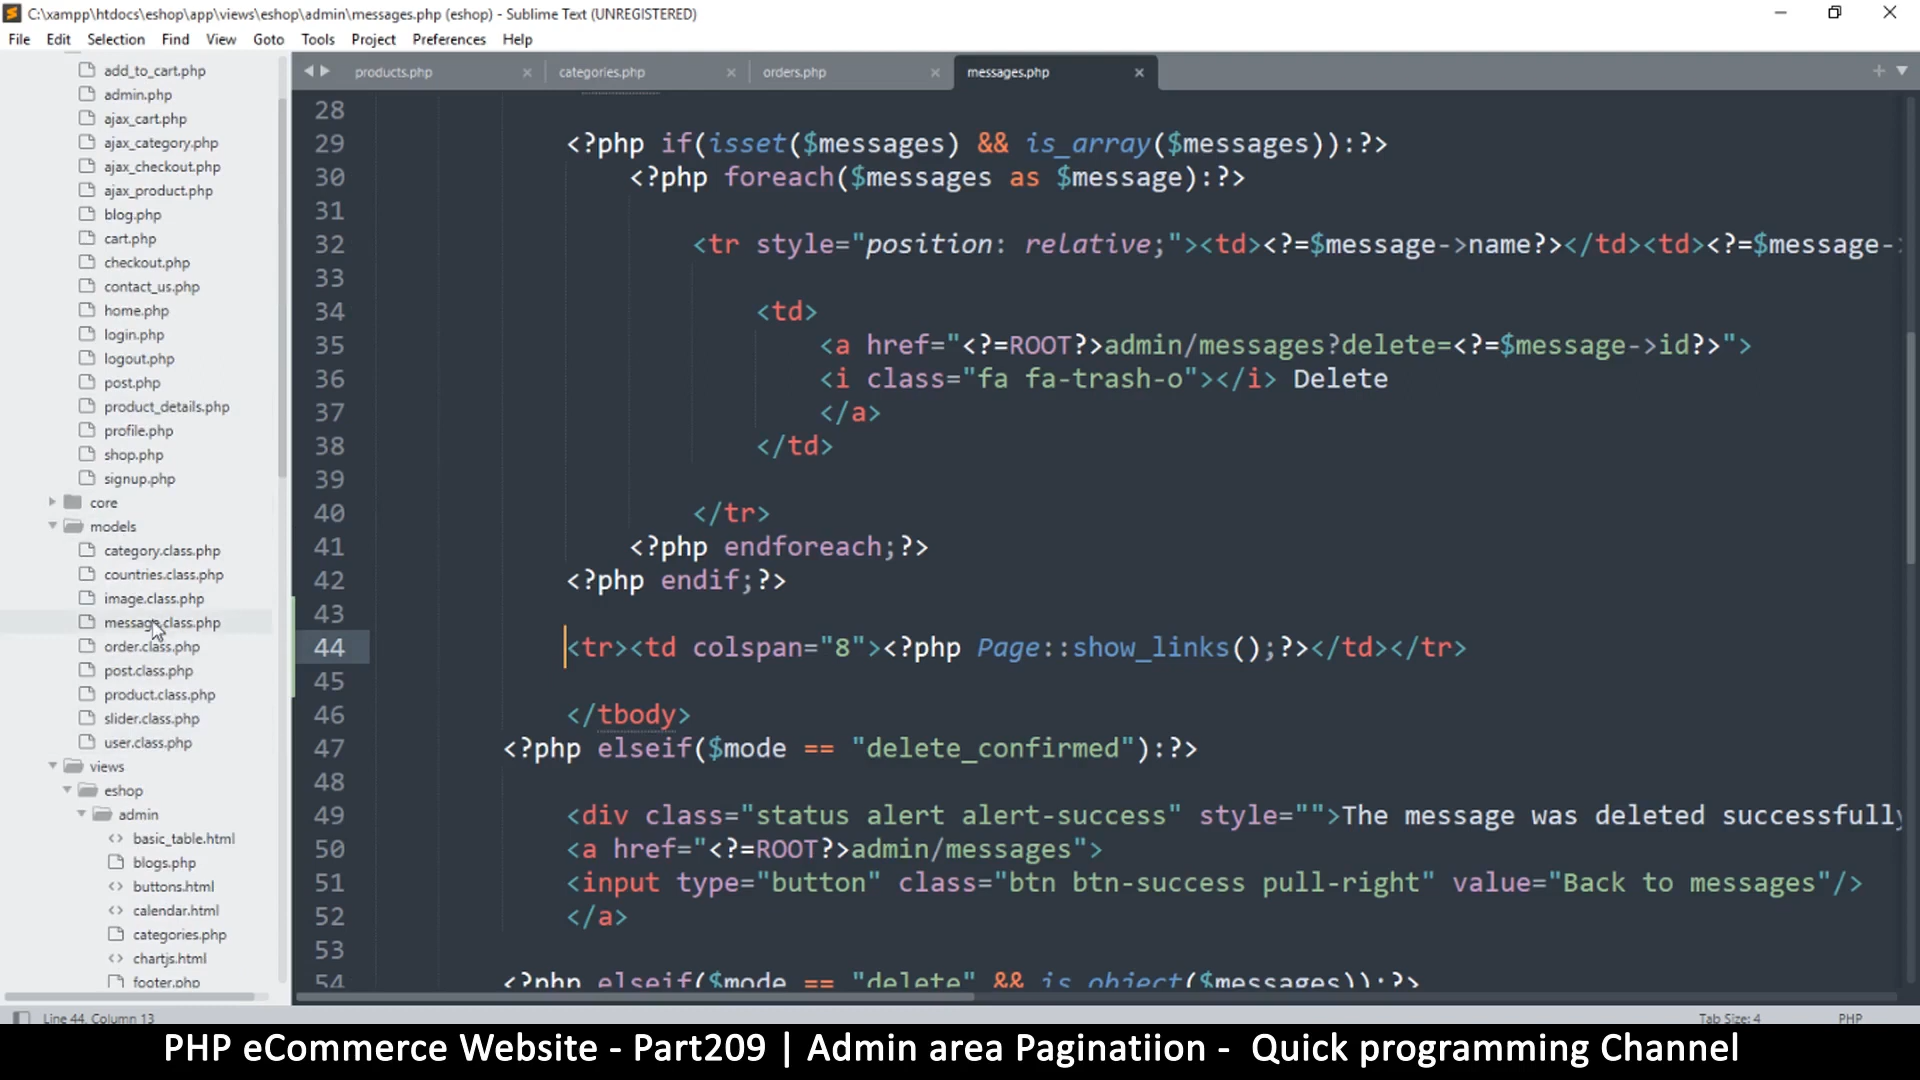 C:\xampp\htdocs\eshop\app\views\eshop\admin\messages.php (eshop) - Sublime Text (UNREGISTERED)
File Edit Selection Find View Goto Tools Project Preferences Help
products.php categories.php orders.php messages.php
add_to_cart.php
admin.php
ajax_cart.php
ajax_category.php
ajax_checkout.php
ajax_product.php
blog.php
cart.php
checkout.php
contact_us.php
home.php
login.php
logout.php
post.php
product_details.php
profile.php
shop.php
signup.php
core
models
category.class.php
countries.class.php
image.class.php
message.class.php
order.class.php
post.class.php
product.class.php
slider.class.php
user.class.php
views
eshop
admin
basic_table.html
blogs.php
buttons.html
calendar.html
categories.php
chartjs.html
footer.php
28
29 <?php if(isset($messages) && is_array($messages)):?>
30 <?php foreach($messages as $message):?>
31
32 <tr style="position: relative;"><td><?=$message->name?></td><td><?=$message-
33
34 <td>
35 <a href="<?=ROOT?>admin/messages?delete=<?=$message->id?>">
36 <i class="fa fa-trash-o"></i> Delete
37 </a>
38 </td>
39
40 </tr>
41 <?php endforeach;?>
42 <?php endif;?>
43
44 <tr><td colspan="8"><?php Page::show_links();?></td></tr>
45
46 </tbody>
47 <?php elseif($mode == "delete_confirmed"):?>
48
49 <div class="status alert alert-success" style="">The message was deleted successfully
50 <a href="<?=ROOT?>admin/messages">
51 <input type="button" class="btn btn-success pull-right" value="Back to messages"/>
52 </a>
53
54 <?php elseif($mode == "delete" && is_object($messages)):?>
Line 44, Column 13 Tab Size: 4 PHP
PHP eCommerce Website - Part209 | Admin area Paginatiion - Quick programming Channel